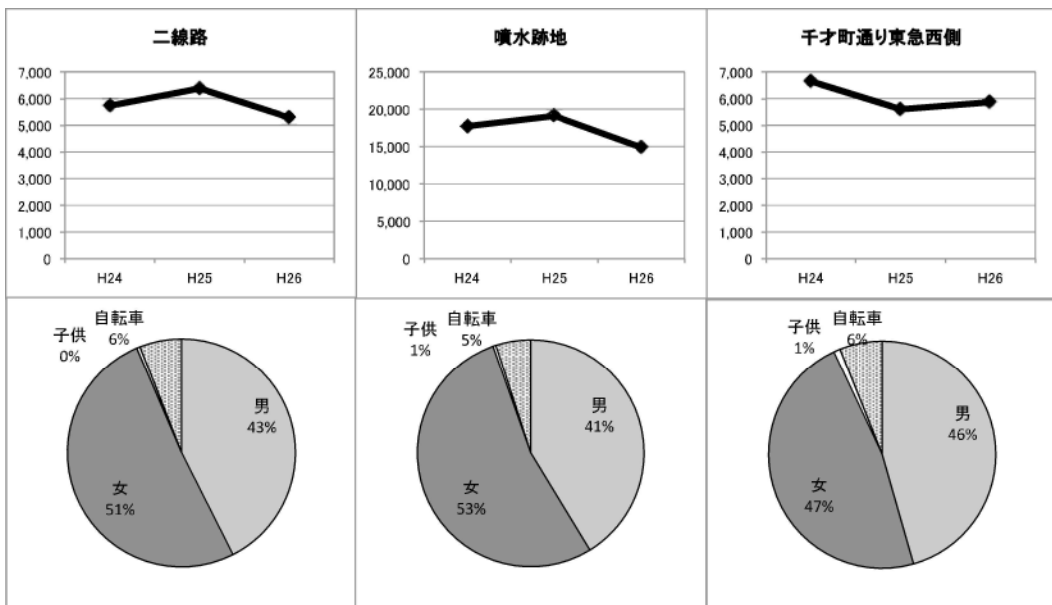 二線路
7,000
6,000
5,000
4,000
3,000
2,000
1,000
0
H24 H25 H26
噴水跡地
25,000
20,000
15,000
10,000
5,000
0
H24 H25 H26
千才町通り東急西側
7,000
6,000
5,000
4,000
3,000
2,000
1,000
0
H24 H25 H26
子供
0%
自転車
6%
男
43%
女
51%
子供
1%
自転車
5%
男
41%
女
53%
子供
1%
自転車
6%
男
46%
女
47%